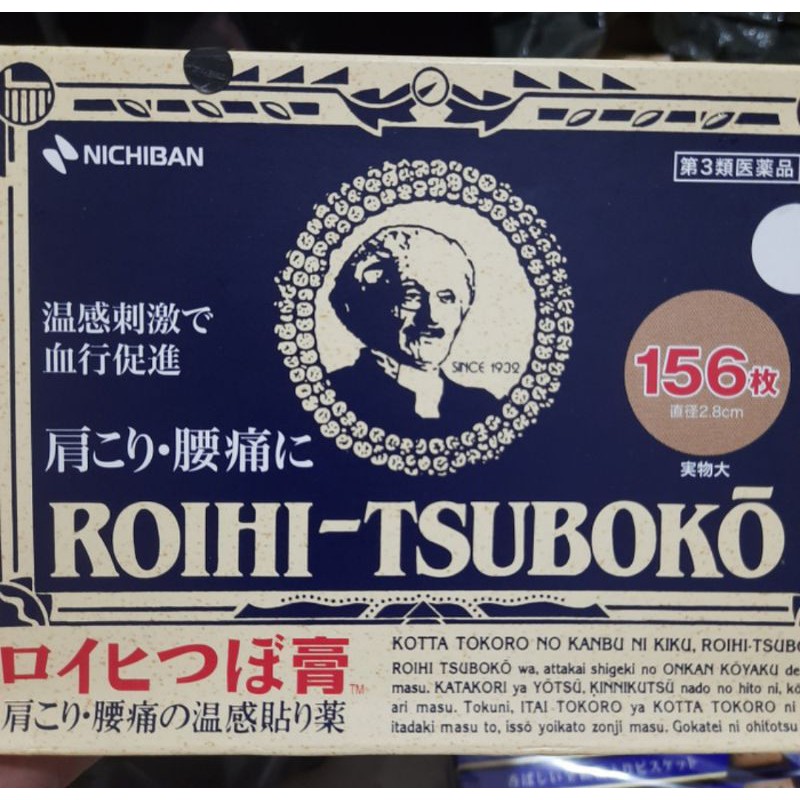 NICHIBAN
第3類医薬品
温感刺激で
血行促進
SINCE 1932
156枚
直径2.8cm
実物大
肩こり・腰痛に
ROIHI-TSUBOKŌ
ロイヒつぼ膏™
肩こり・腰痛の温感貼り薬
KOTTA TOKORO NO KANBU NI KIKU, ROIHI-TSUBO
ROIHI TSUBOKŌ wa, attakai shigeki no ONKAN KŌYAKU de
masu. KATAKORI ya YŌTSŪ, KINNIKUTSŪ nado no hito ni, kō
ari masu. Tokuni, ITAI TOKORO ya KOTTA TOKORO ni
itadaki masu to, issō yoikato zonji masu. Gokatei ni ohitotsu